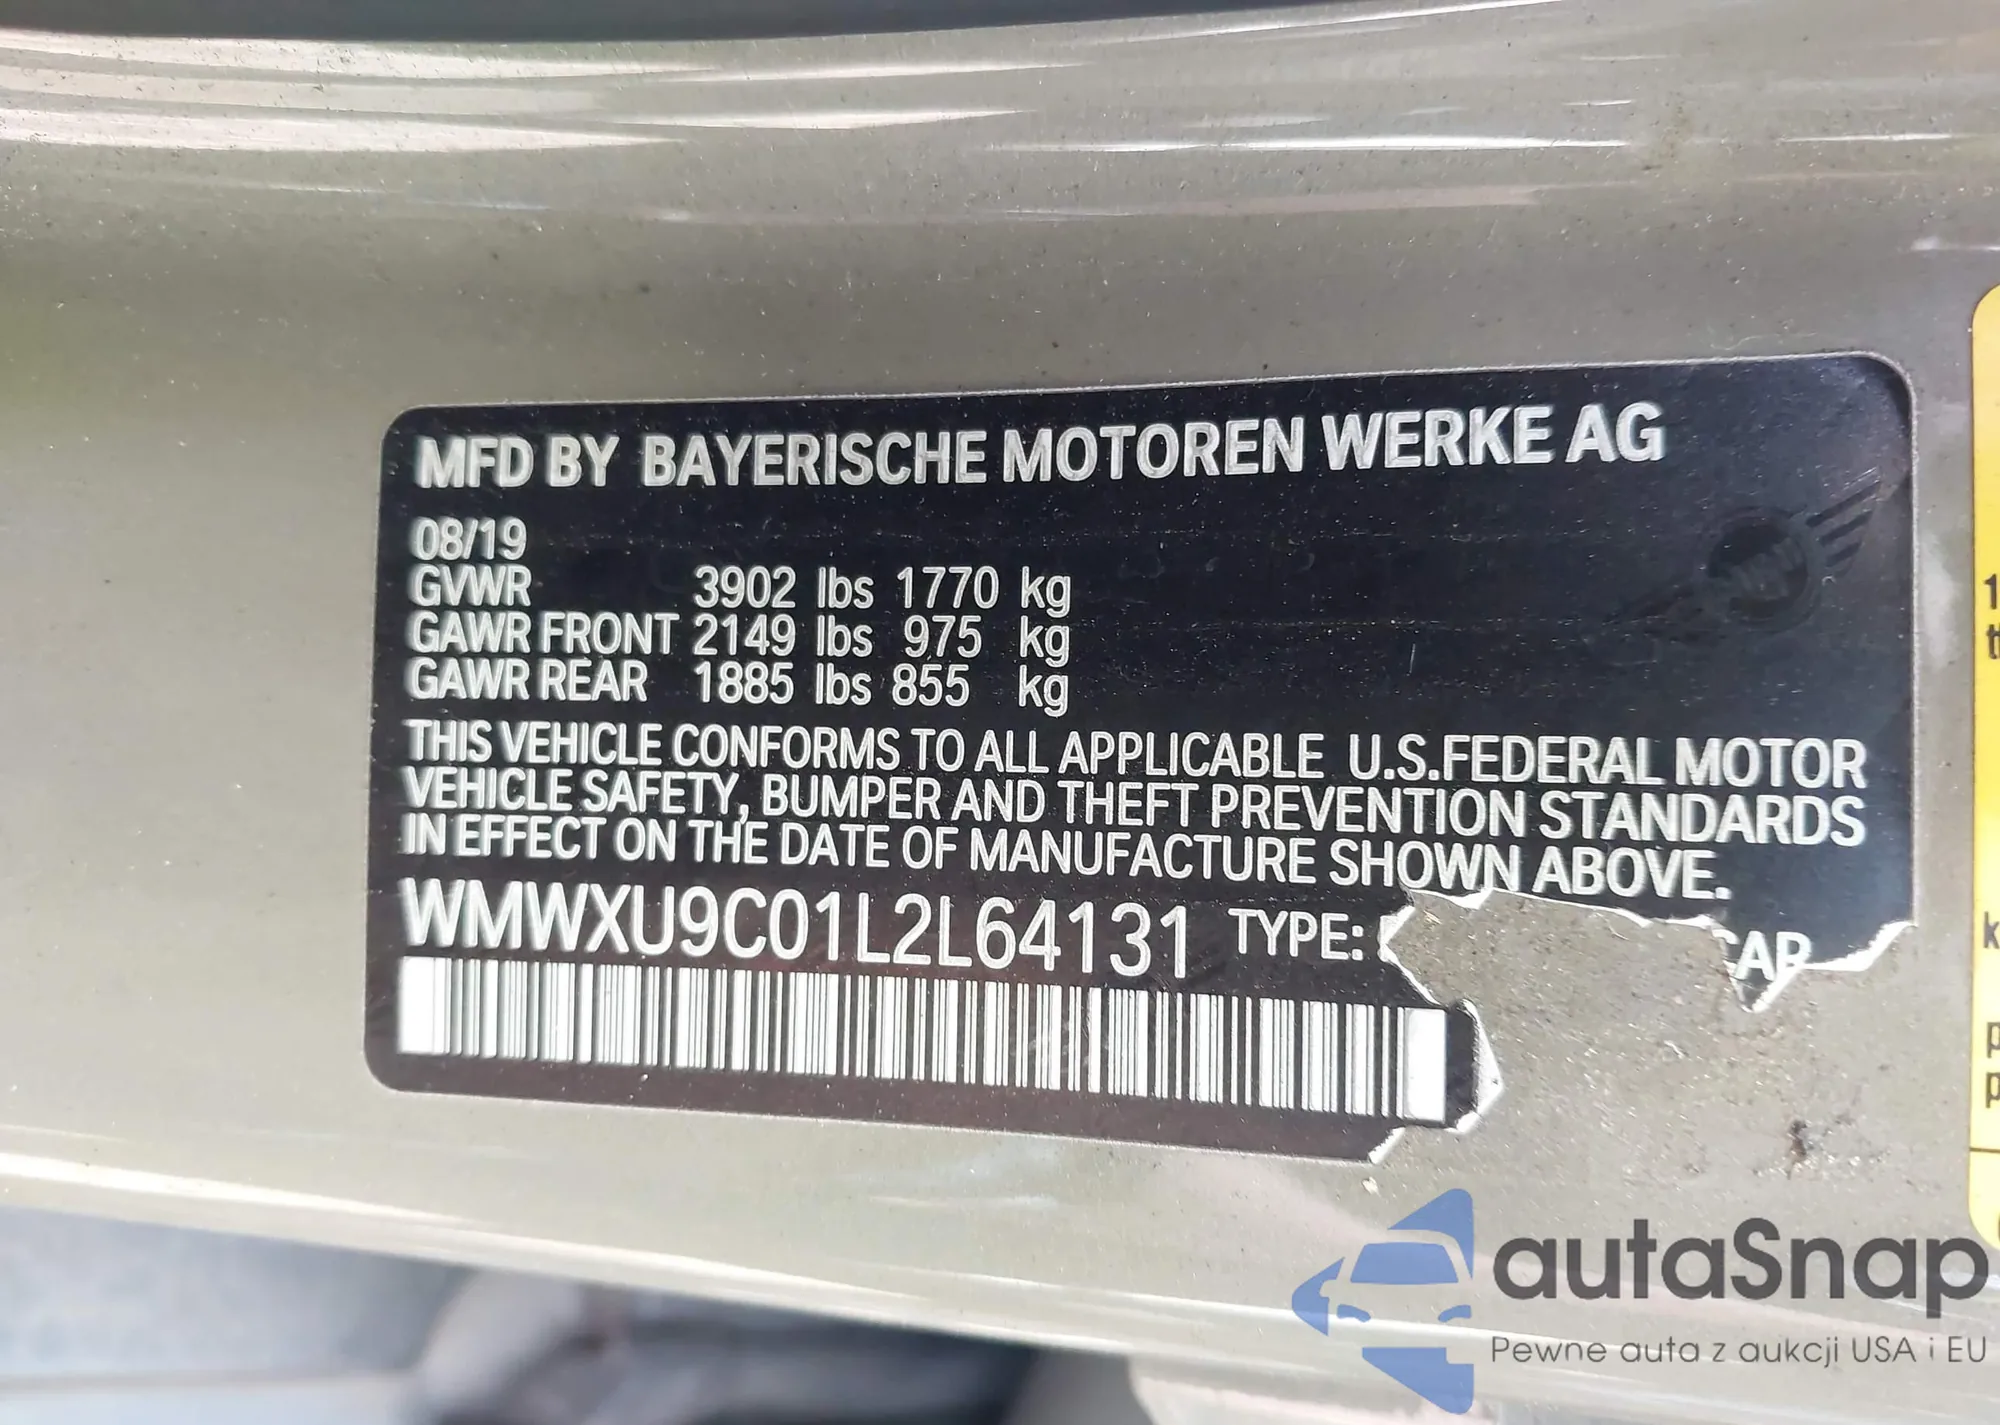 MFD BY BAYERISCHE MOTOREN WERKE AG
08/19
GVWR 3902 lbs 1770 kg
GAWR FRONT 2149 lbs 975 kg
GAWR REAR 1885 lbs 855 kg
THIS VEHICLE CONFORMS TO ALL APPLICABLE U.S.FEDERAL MOTOR
VEHICLE SAFETY, BUMPER AND THEFT PREVENTION STANDARDS
IN EFFECT ON THE DATE OF MANUFACTURE SHOWN ABOVE.
WMWXU9C01L2L64131 TYPE: CAR
autaSnap
Pewne auta z aukcji USA i EU